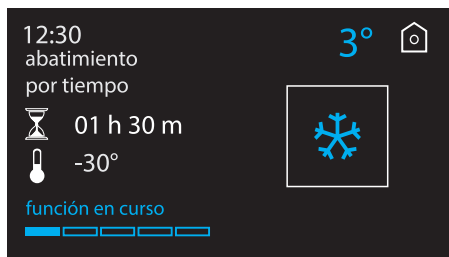 12:30
3°
abatimiento
por tiempo
01 h 30 m
-30°
función en curso